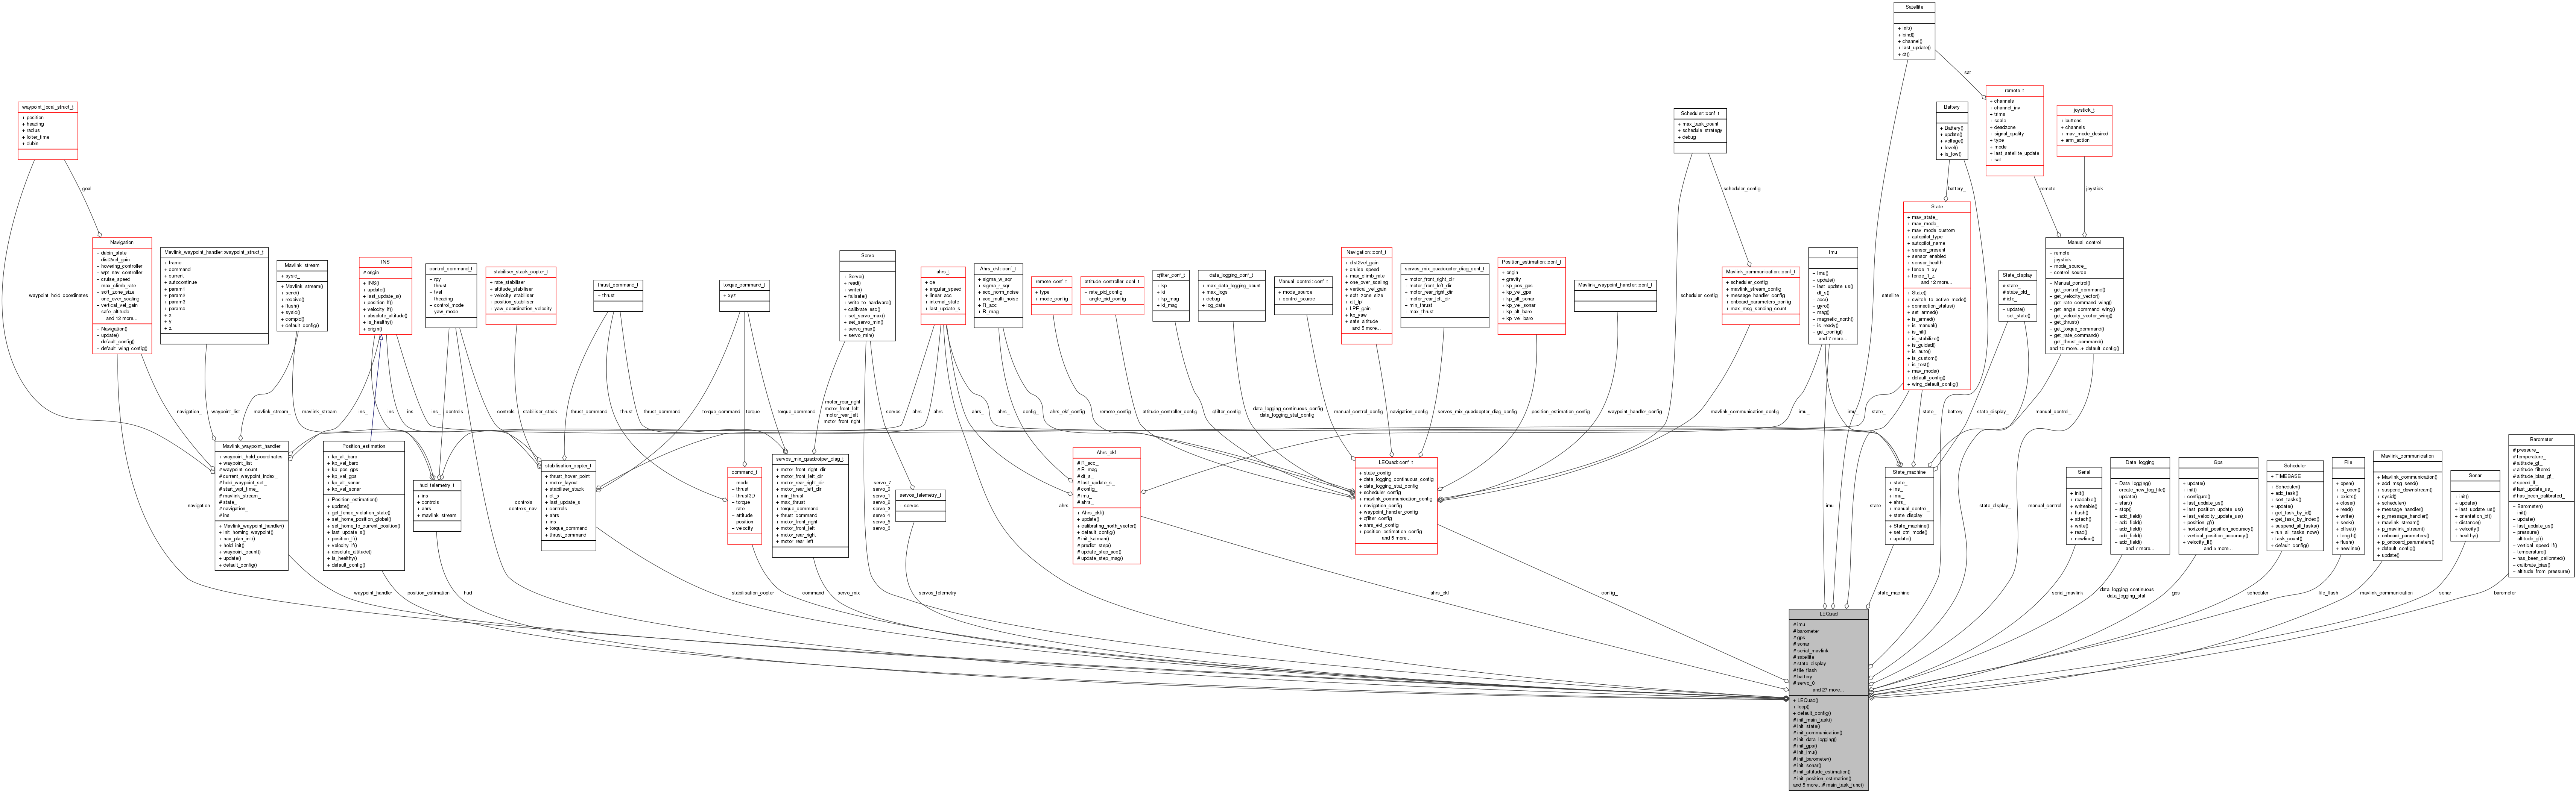 Satellite
+ init()
+ bind()
+ channel()
+ last_update()
+ dt()
sat
remote_t
+ channels
+ channel_inv
+ trims
+ scale
+ deadzone
+ signal_quality
+ type
+ mode
+ last_satellite_update
+ sat
joystick_t
+ buttons
+ channels
+ mav_mode_desired
+ arm_action
Battery
+ Battery()
+ update()
+ voltage()
+ level()
+ is_low()
waypoint_local_struct_t
+ position
+ heading
+ radius
+ loiter_time
+ dubin
Scheduler::conf_t
+ max_task_count
+ schedule_strategy
+ debug
goal
scheduler_config
battery_
remote
joystick
Navigation
+ dubin_state
+ dist2vel_gain
+ hovering_controller
+ wpt_nav_controller
+ cruise_speed
+ max_climb_rate
+ soft_zone_size
+ one_over_scaling
+ vertical_vel_gain
+ safe_altitude
and 12 more...
+ Navigation()
+ update()
+ default_config()
+ default_wing_config()
Mavlink_waypoint_handler::waypoint_struct_t
+ frame
+ command
+ current
+ autocontinue
+ param1
+ param2
+ param3
+ param4
+ x
+ y
+ z
Mavlink_stream
+ sysid_
+ Mavlink_stream()
+ send()
+ receive()
+ flush()
+ sysid()
+ compid()
+ default_config()
INS
# origin_
+ INS()
+ update()
+ last_update_s()
+ position_lf()
+ velocity_lf()
+ absolute_altitude()
+ is_healthy()
+ origin()
control_command_t
+ rpy
+ thrust
+ tvel
+ theading
+ control_mode
+ yaw_mode
stabiliser_stack_copter_t
+ rate_stabiliser
+ attitude_stabiliser
+ velocity_stabiliser
+ position_stabiliser
+ yaw_coordination_velocity
thrust_command_t
+ thrust
torque_command_t
+ xyz
Servo
+ Servo()
+ read()
+ write()
+ failsafe()
+ write_to_hardware()
+ calibrate_esc()
+ set_servo_max()
+ set_servo_min()
+ servo_max()
+ servo_min()
ahrs_t
+ qe
+ angular_speed
+ linear_acc
+ internal_state
+ last_update_s
Ahrs_ekf::conf_t
+ sigma_w_sqr
+ sigma_r_sqr
+ acc_norm_noise
+ acc_multi_noise
+ R_acc
+ R_mag
remote_conf_t
+ type
+ mode_config
attitude_controller_conf_t
+ rate_pid_config
+ angle_pid_config
qfilter_conf_t
+ kp
+ ki
+ kp_mag
+ ki_mag
data_logging_conf_t
+ max_data_logging_count
+ max_logs
+ debug
+ log_data
Manual_control::conf_t
+ mode_source
+ control_source
Navigation::conf_t
+ dist2vel_gain
+ cruise_speed
+ max_climb_rate
+ one_over_scaling
+ vertical_vel_gain
+ soft_zone_size
+ alt_lpf
+ LPF_gain
+ kp_yaw
+ safe_altitude
and 5 more...
servos_mix_quadcopter_diag_conf_t
+ motor_front_right_dir
+ motor_front_left_dir
+ motor_rear_right_dir
+ motor_rear_left_dir
+ min_thrust
+ max_thrust
Position_estimation::conf_t
+ origin
+ gravity
+ kp_pos_gps
+ kp_vel_gps
+ kp_alt_sonar
+ kp_vel_sonar
+ kp_alt_baro
+ kp_vel_baro
Mavlink_waypoint_handler::conf_t
Mavlink_communication::conf_t
+ scheduler_config
+ mavlink_stream_config
+ message_handler_config
+ onboard_parameters_config
+ max_msg_sending_count
Imu
+ Imu()
+ update()
+ last_update_us()
+ dt_s()
+ acc()
+ gyro()
+ mag()
+ magnetic_north()
+ is_ready()
+ get_config()
and 7 more...
State
+ mav_state_
+ mav_mode_
+ mav_mode_custom
+ autopilot_type
+ autopilot_name
+ sensor_present
+ sensor_enabled
+ sensor_health
+ fence_1_xy
+ fence_1_z
and 12 more...
+ State()
+ switch_to_active_mode()
+ connection_status()
+ set_armed()
+ is_armed()
+ is_manual()
+ is_hil()
+ is_stabilize()
+ is_guided()
+ is_auto()
+ is_custom()
+ is_test()
+ mav_mode()
+ default_config()
+ wing_default_config()
State_display
# state_
# state_old_
# idle_
+ update()
+ set_state()
Manual_control
+ remote
+ joystick
- mode_source_
- control_source_
+ Manual_control()
+ get_control_command()
+ get_velocity_vector()
+ get_rate_command_wing()
+ get_angle_command_wing()
+ get_velocity_vector_wing()
+ get_thrust()
+ get_torque_command()
+ get_rate_command()
+ get_thrust_command()
and 10 more...+ default_config()
waypoint_hold_coordinates
scheduler_config
satellite
navigation_
waypoint_list
mavlink_stream_
mavlink_stream
ins_
ins
ins
ins_
controls
controls
stabiliser_stack
thrust_command
thrust
thrust_command
torque_command
torque
torque_command
motor_rear_right
motor_front_left
motor_rear_left
motor_front_right
servos
ahrs
ahrs
ahrs_
ahrs_
config_
ahrs_ekf_config
remote_config
attitude_controller_config
qfilter_config
data_logging_continuous_config
data_logging_stat_config
manual_control_config
navigation_config
servos_mix_quadcopter_diag_config
position_estimation_config
waypoint_handler_config
mavlink_communication_config
imu_
imu_
state_
state_
battery
state_display_
manual_control_
Mavlink_waypoint_handler
+ waypoint_hold_coordinates
+ waypoint_list
# waypoint_count_
# current_waypoint_index_
# hold_waypoint_set_
# start_wpt_time_
# mavlink_stream_
# state_
# navigation_
# ins_
+ Mavlink_waypoint_handler()
+ init_homing_waypoint()
+ nav_plan_init()
+ hold_init()
+ waypoint_count()
+ update()
+ default_config()
Position_estimation
+ kp_alt_baro
+ kp_vel_baro
+ kp_pos_gps
+ kp_vel_gps
+ kp_alt_sonar
+ kp_vel_sonar
+ Position_estimation()
+ update()
+ get_fence_violation_state()
+ set_home_position_global()
+ set_home_to_current_position()
+ last_update_s()
+ position_lf()
+ velocity_lf()
+ absolute_altitude()
+ is_healthy()
+ default_config()
hud_telemetry_t
+ ins
+ controls
+ ahrs
+ mavlink_stream
stabilisation_copter_t
+ thrust_hover_point
+ motor_layout
+ stabiliser_stack
+ dt_s
+ last_update_s
+ controls
+ ahrs
+ ins
+ torque_command
+ thrust_command
command_t
+ mode
+ thrust
+ thrust3D
+ torque
+ rate
+ attitude
+ position
+ velocity
servos_mix_quadcotper_diag_t
+ motor_front_right_dir
+ motor_front_left_dir
+ motor_rear_right_dir
+ motor_rear_left_dir
+ min_thrust
+ max_thrust
+ torque_command
+ thrust_command
+ motor_front_right
+ motor_front_left
+ motor_rear_right
+ motor_rear_left
servos_telemetry_t
+ servos
Ahrs_ekf
# R_acc_
# R_mag_
# dt_s_
# last_update_s_
# config_
# imu_
# ahrs_
+ Ahrs_ekf()
+ update()
+ calibrating_north_vector()
+ default_config()
# init_kalman()
# predict_step()
# update_step_acc()
# update_step_mag()
LEQuad::conf_t
+ state_config
+ data_logging_continuous_config
+ data_logging_stat_config
+ scheduler_config
+ mavlink_communication_config
+ navigation_config
+ waypoint_handler_config
+ qfilter_config
+ ahrs_ekf_config
+ position_estimation_config
and 5 more...
State_machine
+ state_
+ ins_
+ imu_
+ ahrs_
+ manual_control_
+ state_display_
+ State_machine()
+ set_ctrl_mode()
+ update()
Serial
+ init()
+ readable()
+ writeable()
+ flush()
+ attach()
+ write()
+ read()
+ newline()
Data_logging
+ Data_logging()
+ create_new_log_file()
+ update()
+ start()
+ stop()
+ add_field()
+ add_field()
+ add_field()
+ add_field()
+ add_field()
and 7 more...
Gps
+ update()
+ init()
+ configure()
+ last_update_us()
+ last_position_update_us()
+ last_velocity_update_us()
+ position_gf()
+ horizontal_position_accuracy()
+ vertical_position_accuracy()
+ velocity_lf()
and 5 more...
Scheduler
+ TIMEBASE
+ Scheduler()
+ add_task()
+ sort_tasks()
+ update()
+ get_task_by_id()
+ get_task_by_index()
+ suspend_all_tasks()
+ run_all_tasks_now()
+ task_count()
+ default_config()
File
+ open()
+ is_open()
+ exists()
+ close()
+ read()
+ write()
+ seek()
+ offset()
+ length()
+ flush()
+ newline()
Mavlink_communication
+ Mavlink_communication()
+ add_msg_send()
+ suspend_downstream()
+ sysid()
+ scheduler()
+ message_handler()
+ p_message_handler()
+ mavlink_stream()
+ p_mavlink_stream()
+ onboard_parameters()
+ p_onboard_parameters()
+ default_config()
+ update()
Sonar
+ init()
+ update()
+ last_update_us()
+ orientation_bf()
+ distance()
+ velocity()
+ healthy()
Barometer
# pressure_
# temperature_
# altitude_gf_
# altitude_filtered
# altitude_bias_gf_
# speed_lf_
# last_update_us_
# has_been_calibrated_
+ Barometer()
+ init()
+ update()
+ last_update_us()
+ pressure()
+ altitude_gf()
+ vertical_speed_lf()
+ temperature()
+ has_been_calibrated()
+ calibrate_bias()
+ altitude_from_pressure()
navigation
controls
controls_nav
servo_7
servo_0
servo_1
servo_2
servo_3
servo_4
servo_5
servo_6
ahrs
imu
state
state_display_
manual_control
waypoint_handler
position_estimation
hud
stabilisation_copter
command
servo_mix
servos_telemetry
ahrs_ekf
config_
state_machine
serial_mavlink
data_logging_continuous
data_logging_stat
gps
scheduler
file_flash
mavlink_communication
sonar
barometer
LEQuad
# imu
# barometer
# gps
# sonar
# serial_mavlink
# satellite
# state_display_
# file_flash
# battery
# servo_0
and 27 more...
+ LEQuad()
+ loop()
+ default_config()
# init_main_task()
# init_state()
# init_communication()
# init_data_logging()
# init_gps()
# init_imu()
# init_barometer()
# init_sonar()
# init_attitude_estimation()
# init_position_estimation()
and 5 more...# main_task_func()